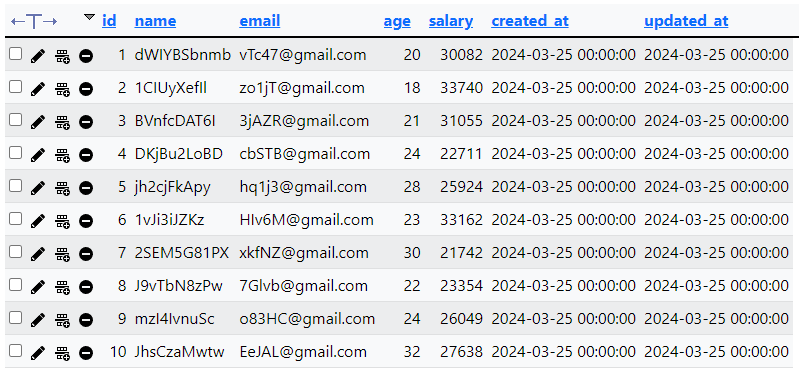 id name email age salary created_at updated_at
1 dWIYBSbnmb vTc47@gmail.com 20 30082 2024-03-25 00:00:00 2024-03-25 00:00:00
2 1CIUyXefIl zo1jT@gmail.com 18 33740 2024-03-25 00:00:00 2024-03-25 00:00:00
3 BVnfcDAT6I 3jAZR@gmail.com 21 31055 2024-03-25 00:00:00 2024-03-25 00:00:00
4 DKjBu2LoBD cbSTB@gmail.com 24 22711 2024-03-25 00:00:00 2024-03-25 00:00:00
5 jh2cjFkApy hq1j3@gmail.com 28 25924 2024-03-25 00:00:00 2024-03-25 00:00:00
6 1vJi3iJZKz HIv6M@gmail.com 23 33162 2024-03-25 00:00:00 2024-03-25 00:00:00
7 2SEM5G81PX xkfNZ@gmail.com 30 21742 2024-03-25 00:00:00 2024-03-25 00:00:00
8 J9vTbN8zPw 7Glvb@gmail.com 22 23354 2024-03-25 00:00:00 2024-03-25 00:00:00
9 mzI4IvnuSc o83HC@gmail.com 24 26049 2024-03-25 00:00:00 2024-03-25 00:00:00
10 JhsCzaMwtw EeJAL@gmail.com 32 27638 2024-03-25 00:00:00 2024-03-25 00:00:00